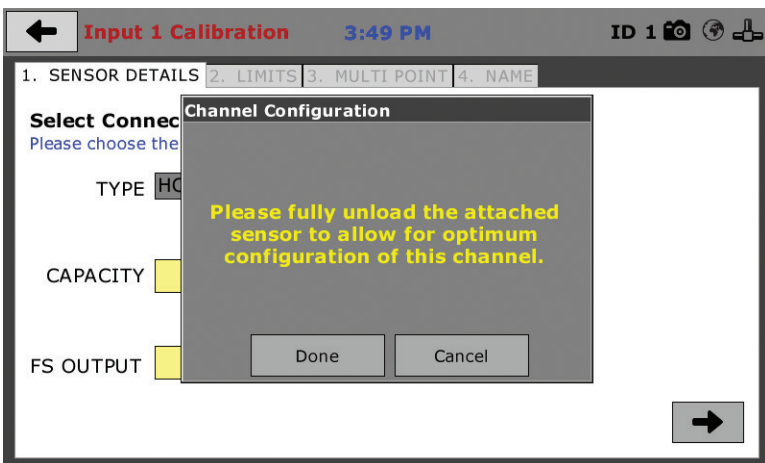 Input 1 Calibration 3:49 PM ID 1
1. SENSOR DETAILS 2. LIMITS 3. MULTI POINT 4. NAME
Select Connec
Please choose the
Channel Configuration
TYPE HO
Please fully unload the attached
sensor to allow for optimum
configuration of this channel.
CAPACITY
FS OUTPUT
Done Cancel